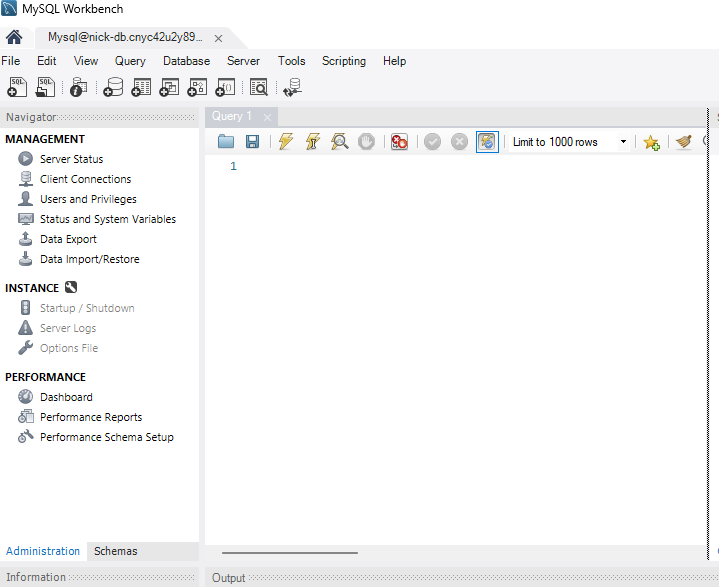 MySQL Workbench
Mysql@nick-db.cnyc42u2y89...
File Edit View Query Database Server Tools Scripting Help
SQL SQL
Navigator
Query 1
MANAGEMENT
Limit to 1000 rows
Server Status
1
Client Connections
Users and Privileges
Status and System Variables
Data Export
Data Import/Restore
INSTANCE
Startup / Shutdown
Server Logs
Options File
PERFORMANCE
Dashboard
Performance Reports
Performance Schema Setup
Administration Schemas
Information
Output